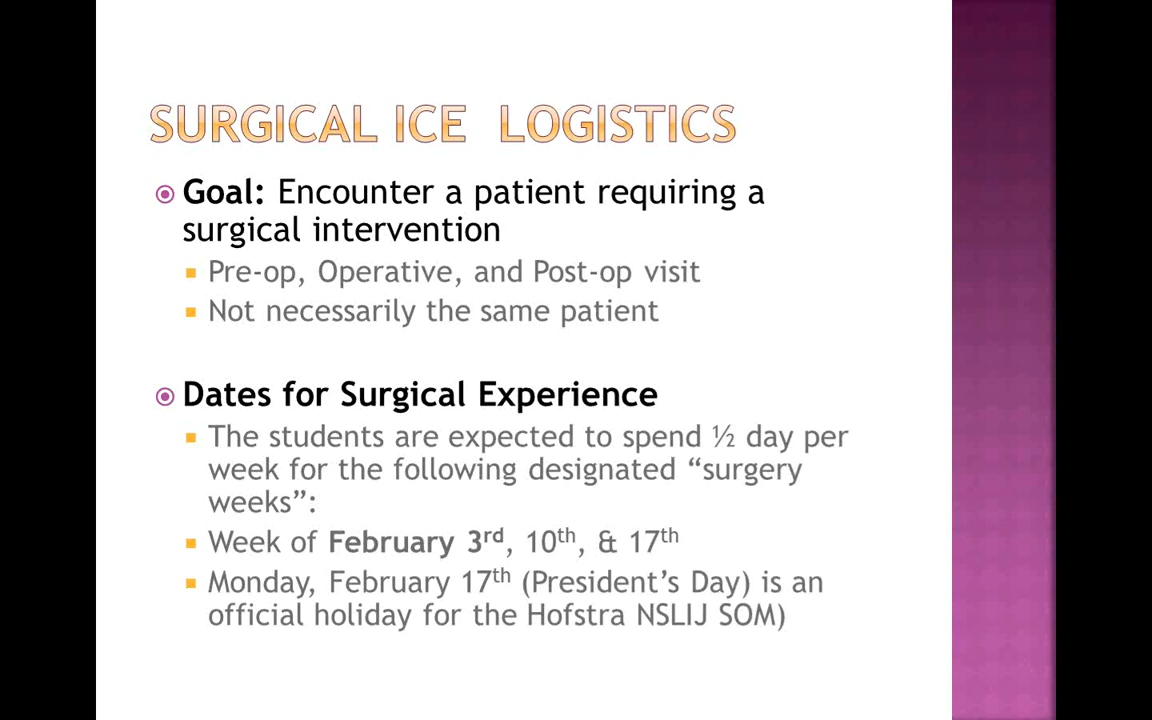 SURGICAL ICE LOGISTICS
Goal: Encounter a patient requiring a
surgical intervention
Pre-op, Operative, and Post-op visit
Not necessarily the same patient
Dates for Surgical Experience
The students are expected to spend ½ day per
week for the following designated “surgery
weeks”:
Week of February 3rd, 10th, & 17th
Monday, February 17th (President’s Day) is an
official holiday for the Hofstra NSLIJ SOM)